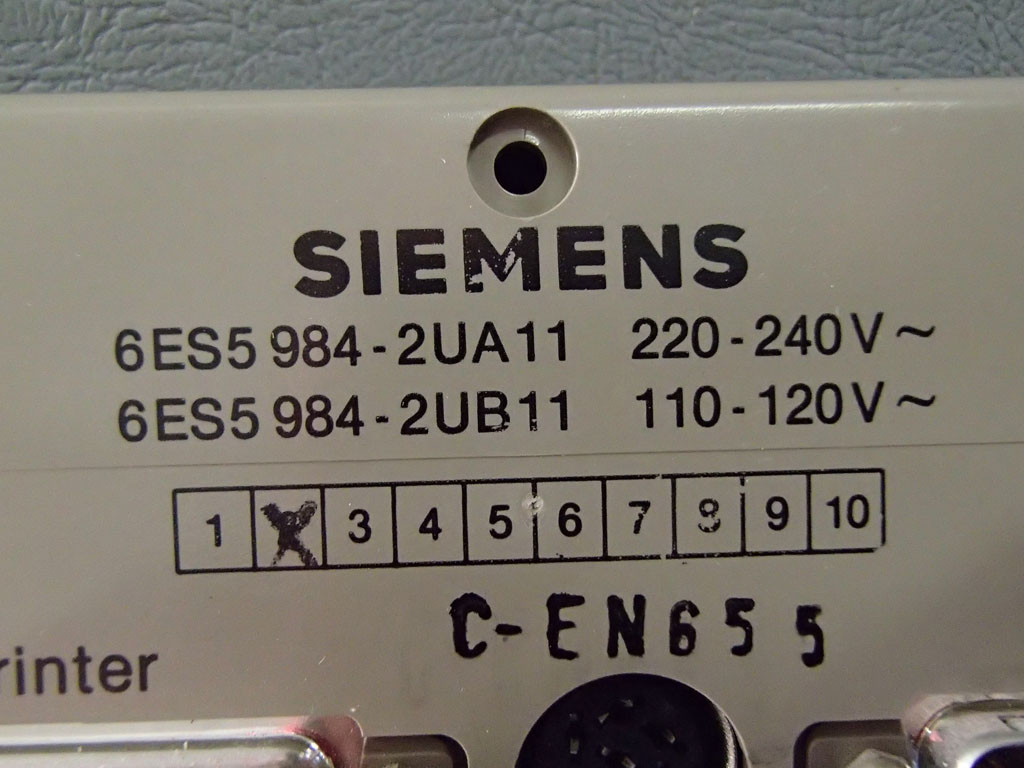 SIEMENS
6ES5 984-2UA11 220-240V~
6ES5 984-2UB11 110-120V~
1 X 3 4 5 6 7 8 9 10
C-EN655
rinter